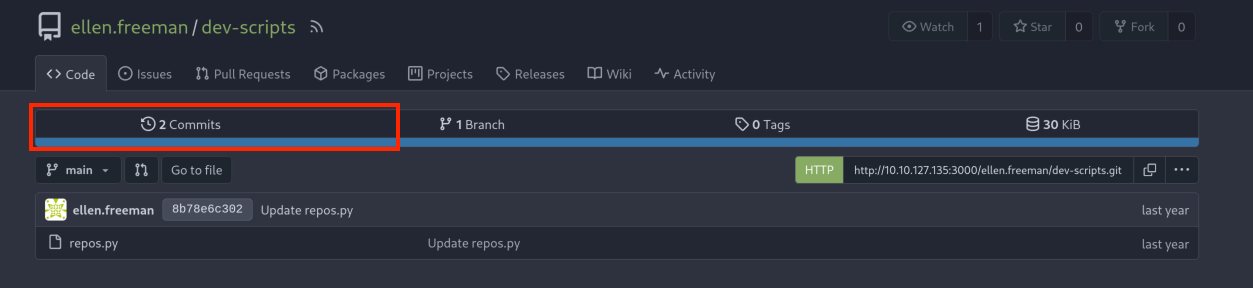 ellen.freeman / dev-scripts Watch 1 Star 0 Fork 0
Code Issues Pull Requests Packages Projects Releases Wiki Activity
2 Commits 1 Branch 0 Tags 30 KiB
main Go to file HTTP http://10.10.127.135:3000/ellen.freeman/dev-scripts.git
ellen.freeman 8b78e6c302 Update repos.py last year
repos.py Update repos.py last year